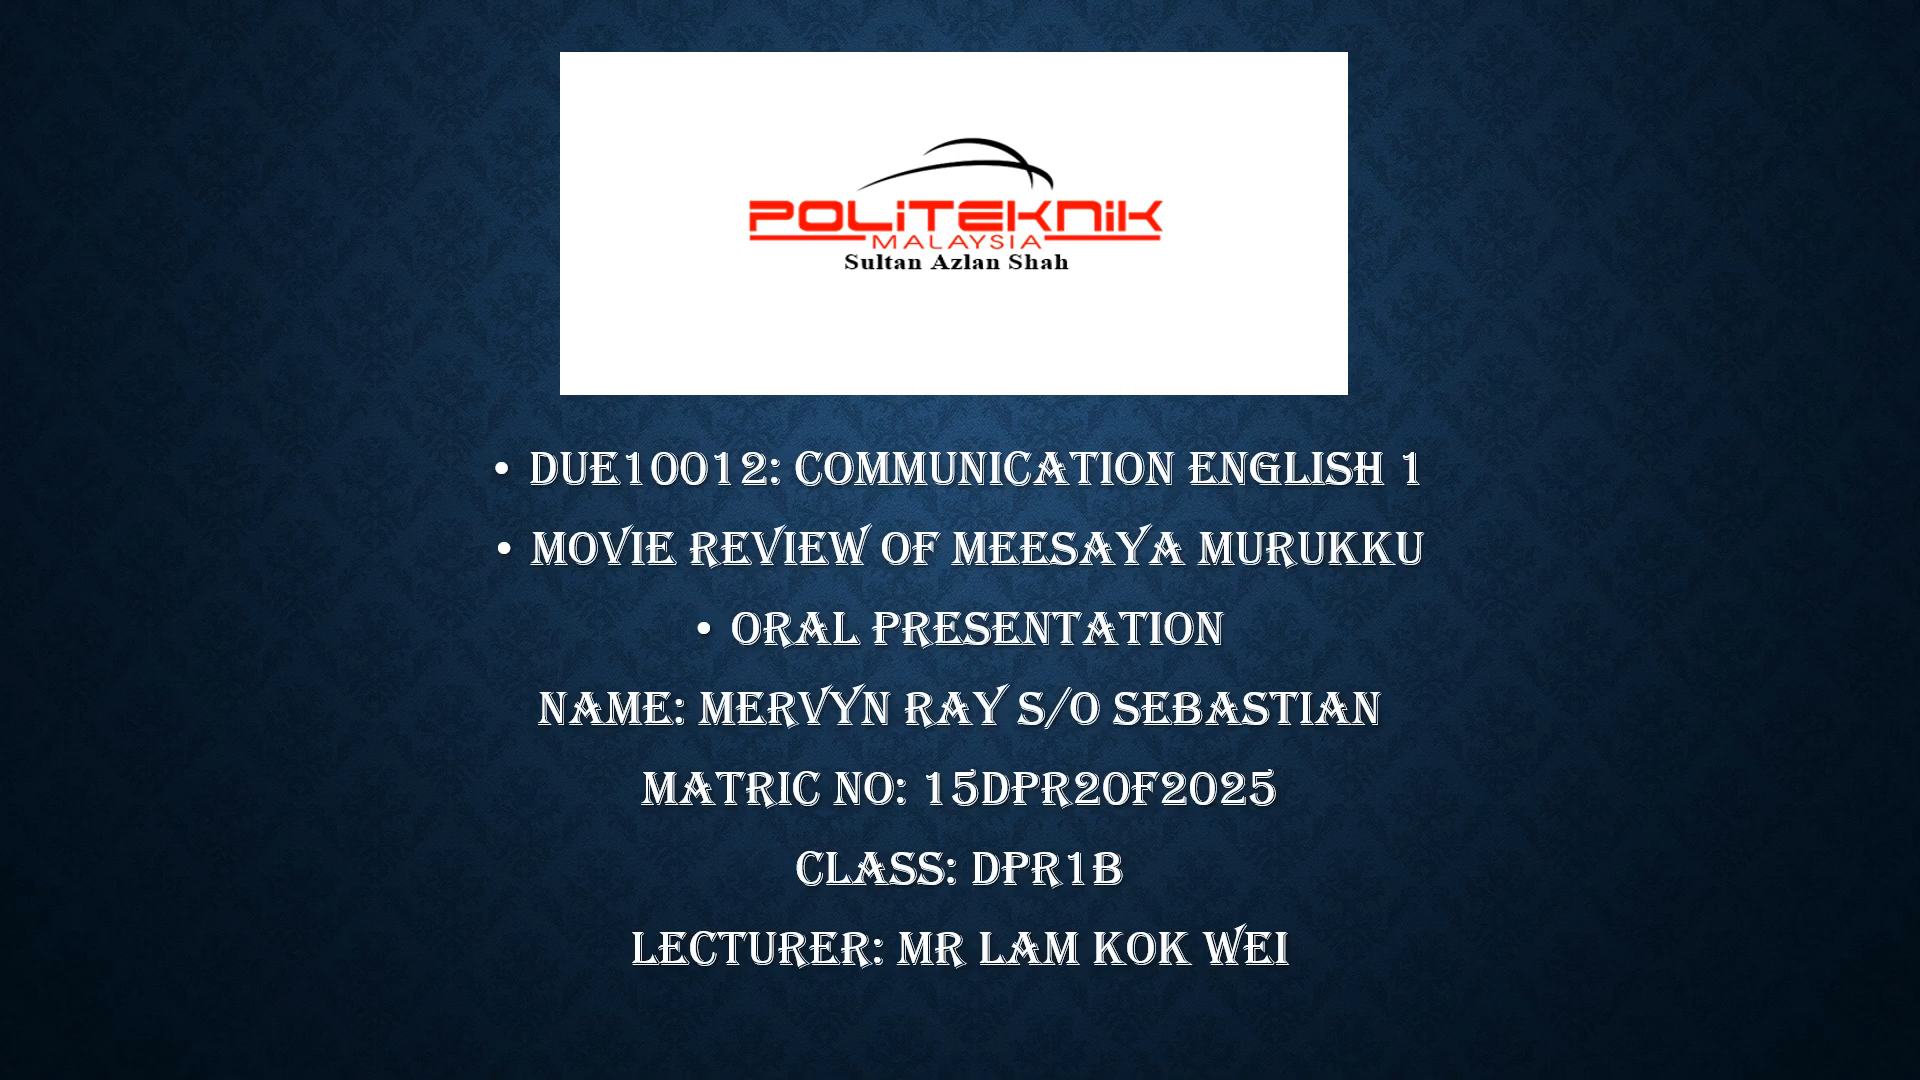 POLITEKNIK
MALAYSIA
Sultan Azlan Shah
• DUE10012: COMMUNICATION ENGLISH 1
• MOVIE REVIEW OF MEESAYA MURUKKU
• ORAL PRESENTATION
NAME: MERVYN RAY S/O SEBASTIAN
MATRIC NO: 15DPR20F2025
CLASS: DPR1B
LECTURER: MR LAM KOK WEI